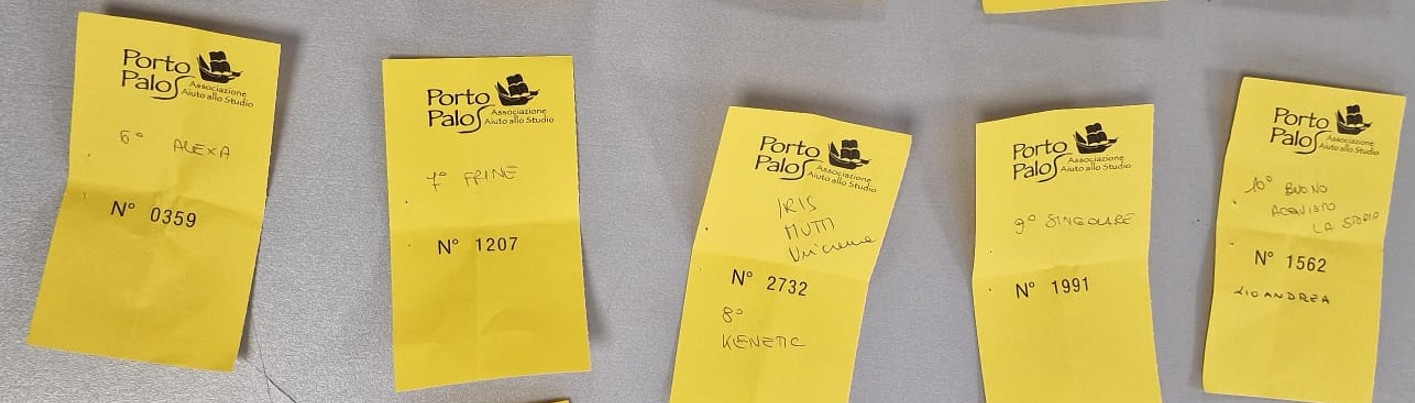 Porto
Palos
Associazione
Aiuto allo Studio
6° ALEXA
N° 0359
Porto
Palos
Associazione
Aiuto allo Studio
7° FRINE
N° 1207
Porto
Palos
Associazione
Aiuto allo Studio
IRIS
MUTTI
N° 2732
8°
KENETIC
Porto
Palos
Associazione
Aiuto allo Studio
9° SINGOLARE
N° 1991
Porto
Palos
Associazione
Aiuto allo Studio
10° BUONO
ACQUISTO
LA STORIA
N° 1562
ZIO ANDREA